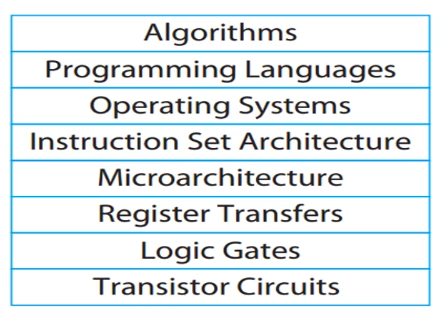 Algorithms
Programming Languages
Operating Systems
Instruction Set Architecture
Microarchitecture
Register Transfers
Logic Gates
Transistor Circuits